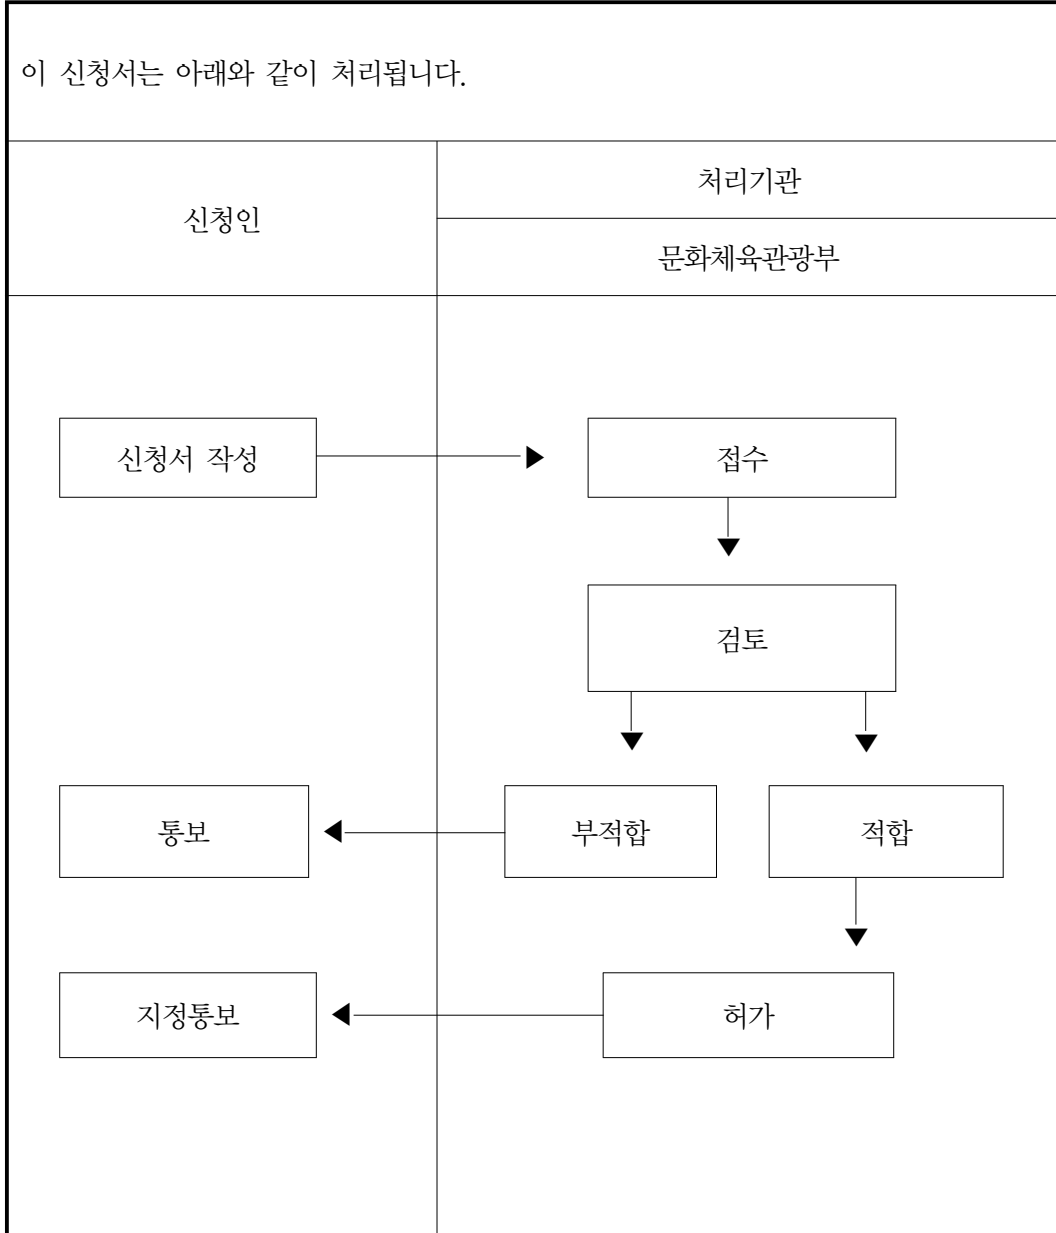 이 신청서는 아래와 같이 처리됩니다.
신청인
처리기관
문화체육관광부
신청서 작성
접수
검토
통보
부적합
적합
지정통보
허가